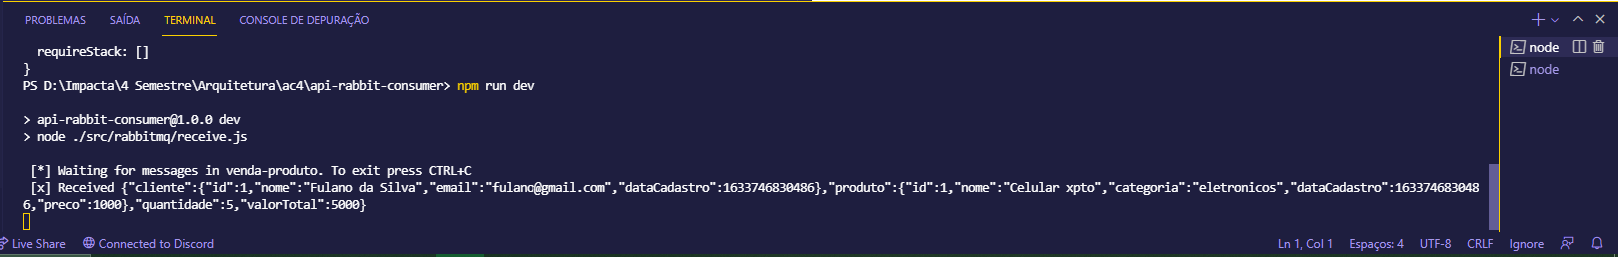 PROBLEMAS SAÍDA TERMINAL CONSOLE DE DEPURAÇÃO
requireStack: []
}
PS D:\Impacta\4 Semestre\Arquitetura\ac4\api-rabbit-consumer> npm run dev
> api-rabbit-consumer@1.0.0 dev
> node ./src/rabbitmq/receive.js
[*] Waiting for messages in venda-produto. To exit press CTRL+C
[x] Received {"cliente":{"id":1,"nome":"Fulano da Silva","email":"fulano@gmail.com","dataCadastro":1633746830486},"produto":{"id":1,"nome":"Celular xpto","categoria":"eletronicos","dataCadastro":163374683048
6,"preco":1000},"quantidade":5,"valorTotal":5000}
node
node
Live Share Connected to Discord Ln 1, Col 1 Espaços: 4 UTF-8 CRLF Ignore